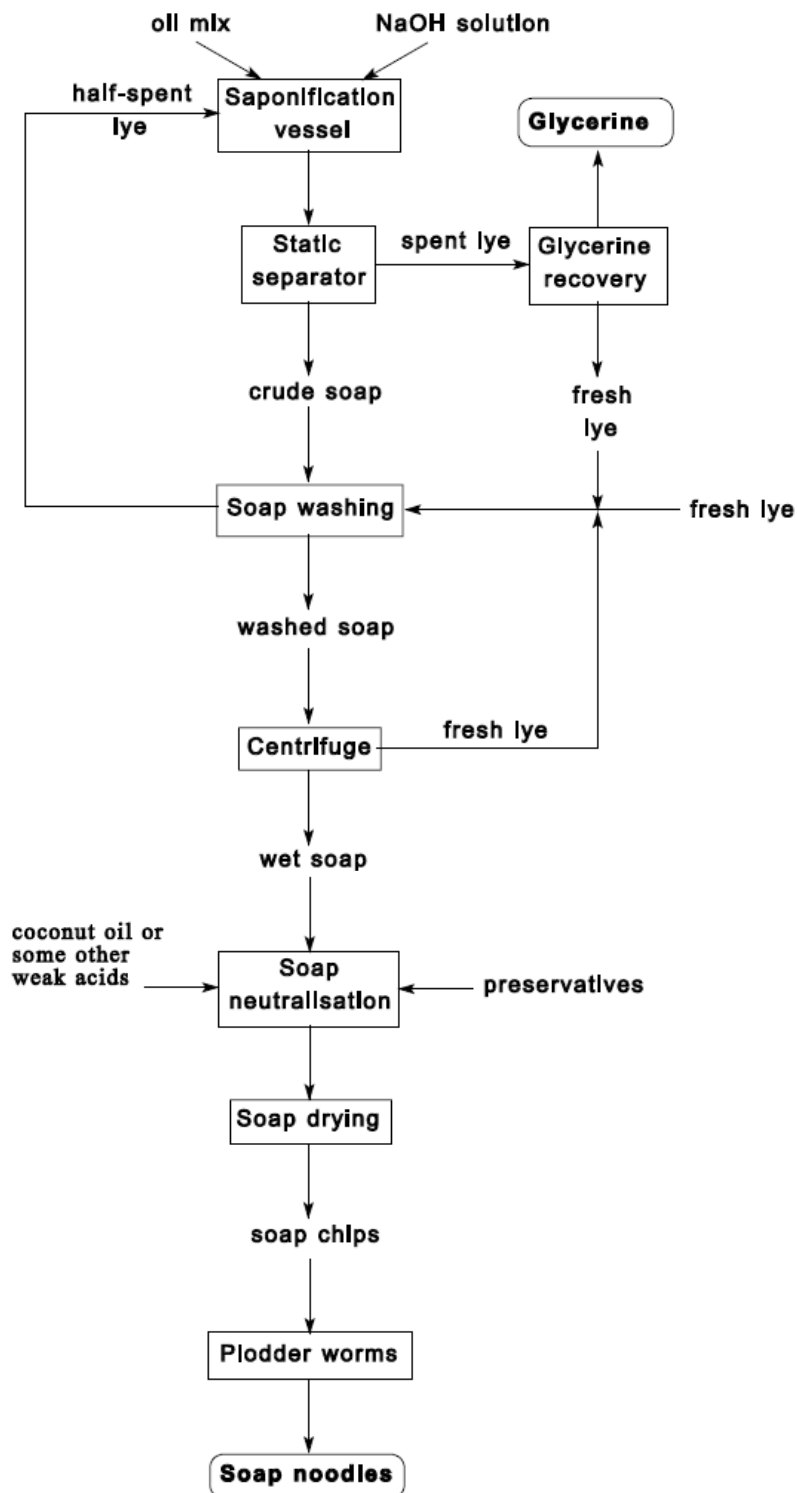 oil mix
NaOH solution
half-spent
lye
Saponification
vessel
Glycerine
Static
separator
spent lye
Glycerine
recovery
crude soap
fresh
lye
Soap washing
fresh lye
washed soap
Centrifuge
fresh lye
wet soap
coconut oil or
some other
weak acids
Soap
neutralisation
preservatives
Soap drying
soap chips
Plodder worms
Soap noodles